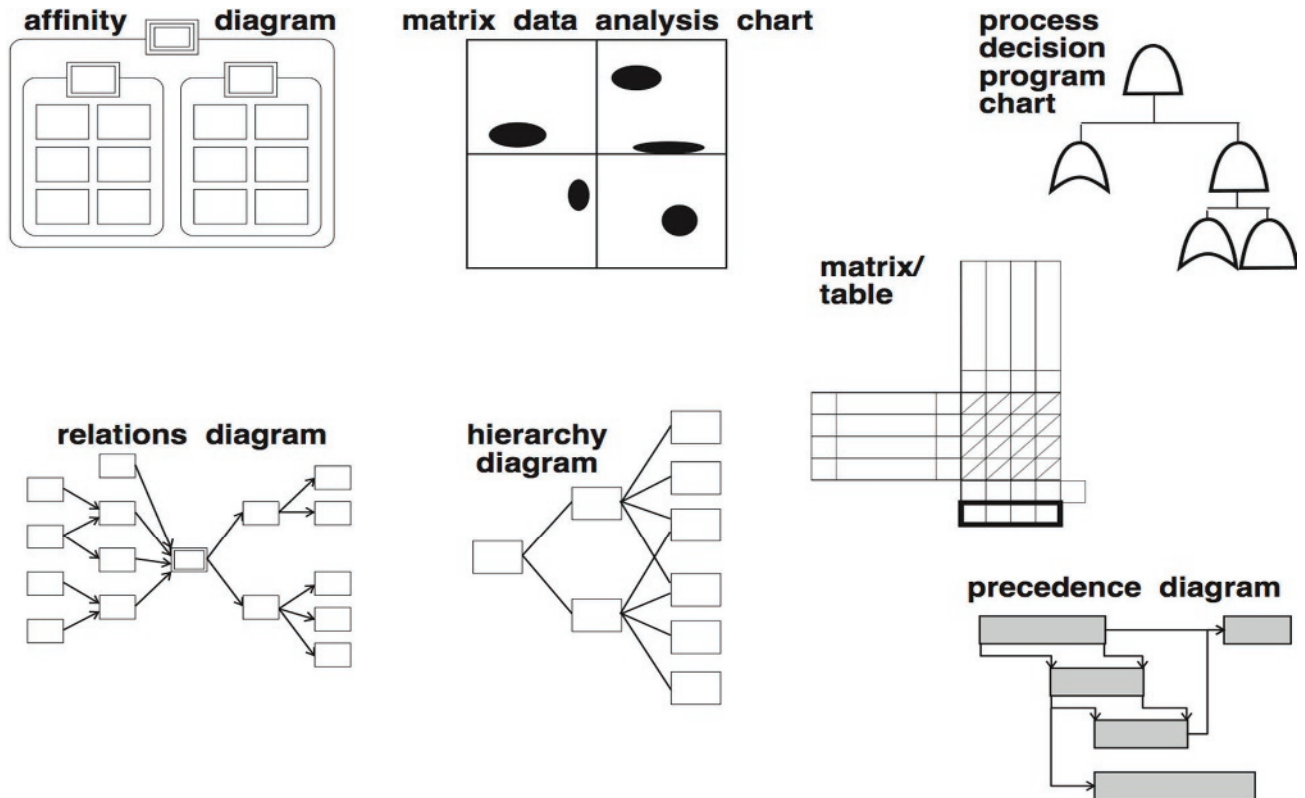 affinity diagram
matrix data analysis chart
process
decision
program
chart
matrix/
table
relations diagram
hierarchy
diagram
precedence diagram